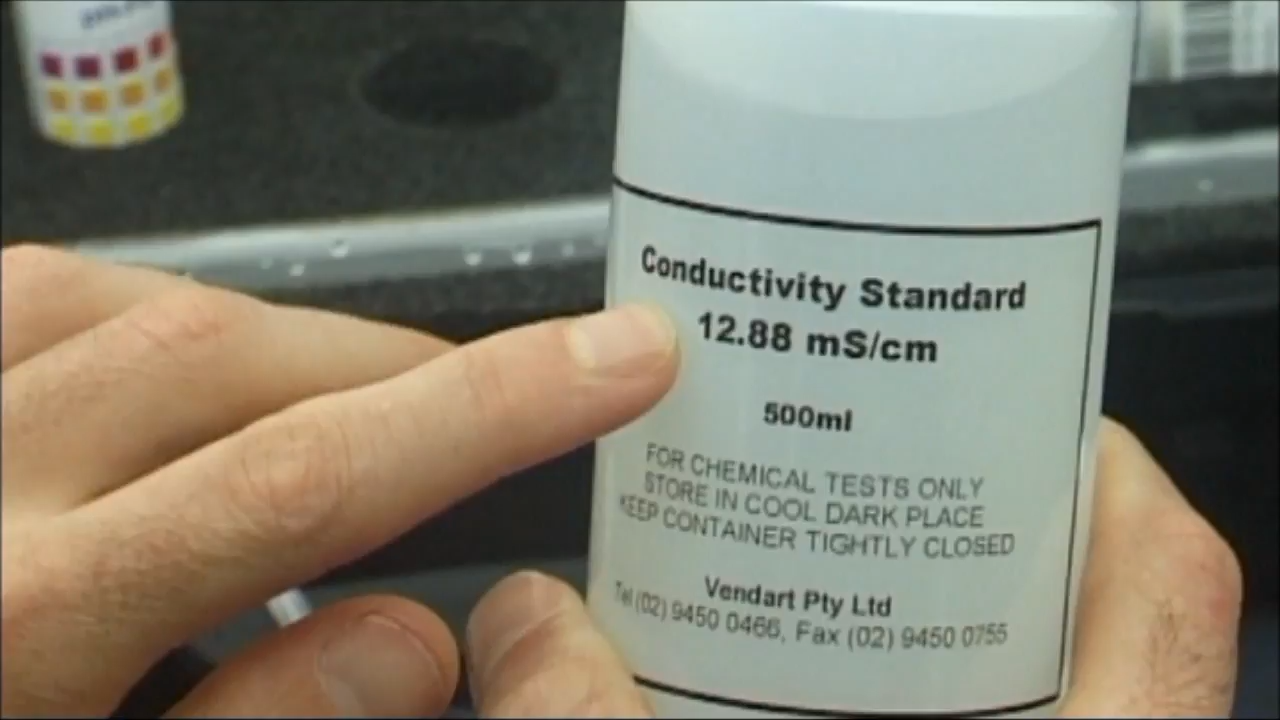 Conductivity Standard
12.88 mS/cm
500ml
FOR CHEMICAL TESTS ONLY
STORE IN COOL DARK PLACE
KEEP CONTAINER TIGHTLY CLOSED
Vendart Pty Ltd
Tel (02) 9450 0466, Fax (02) 9450 0755